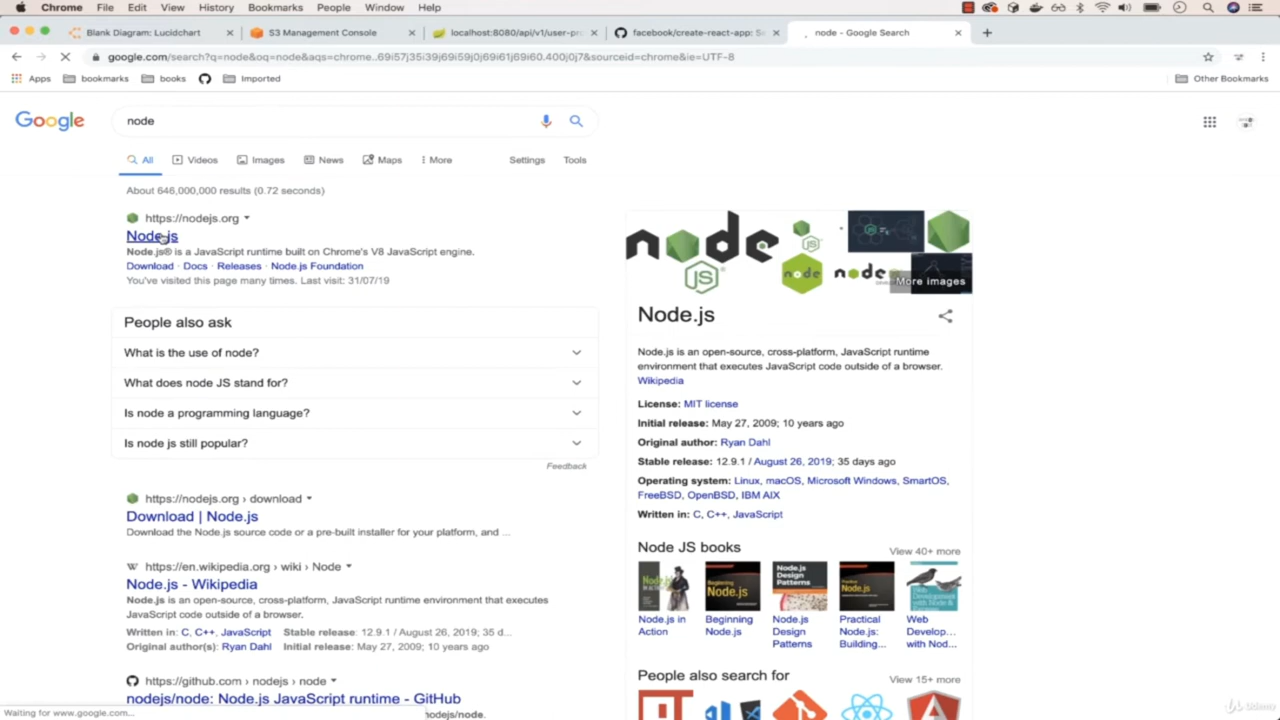 Chrome File Edit View History Bookmarks People Window Help
Blank Diagram: Lucidchart S3 Management Console localhost:8080/api/v1/user-pro facebook/create-react-app: Se node - Google Search
google.com/search?q=node&oq=node&aqs=chrome..69i57j35i39j69i59j0j69i61j69i60.400j0j7&sourceid=chrome&ie=UTF-8
Apps bookmarks books Imported Other Bookmarks
Google node
All Videos Images News Maps More Settings Tools
About 646,000,000 results (0.72 seconds)
https://nodejs.org
Node.js
Node.js® is a JavaScript runtime built on Chrome's V8 JavaScript engine.
Download · Docs · Releases · Node.js Foundation
You've visited this page many times. Last visit: 31/07/19
People also ask
What is the use of node?
What does node JS stand for?
Is node a programming language?
Is node js still popular?
Feedback
https://nodejs.org › download
Download | Node.js
Download the Node.js source code or a pre-built installer for your platform, and ...
https://en.wikipedia.org › wiki › Node
Node.js - Wikipedia
Node.js is an open-source, cross-platform, JavaScript runtime environment that executes
JavaScript code outside of a browser.
Written in: C, C++, JavaScript Stable release: 12.9.1 / August 26, 2019; 35 d...
Original author(s): Ryan Dahl Initial release: May 27, 2009; 10 years ago
https://github.com › nodejs › node
nodejs/node: Node.js JavaScript runtime - GitHub
nodejs/node.
Waiting for www.google.com...
node
JS
node
node
More images
Node.js
Node.js is an open-source, cross-platform, JavaScript runtime
environment that executes JavaScript code outside of a browser.
Wikipedia
License: MIT license
Initial release: May 27, 2009; 10 years ago
Original author: Ryan Dahl
Stable release: 12.9.1 / August 26, 2019; 35 days ago
Operating system: Linux, macOS, Microsoft Windows, SmartOS,
FreeBSD, OpenBSD, IBM AIX
Written in: C, C++, JavaScript
Node JS books View 40+ more
Node.js in Beginning Node.js Practical Web
Action Node.js Design Node.js: Develop...
Patterns Building... with Nod...
People also search for View 15+ more
Udemy